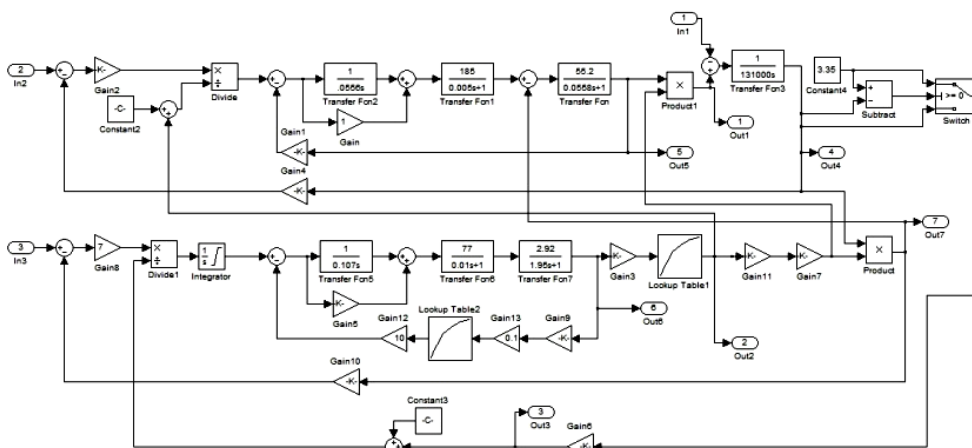 1
In1
2
In2
K-
Gain2
×
÷
Divide
1
.0566s
Transfer Fcn2
185
0.005s+1
Transfer Fcn1
55.2
0.0558s+1
Transfer Fcn
×
Product1
1
131000s
Transfer Fcn3
3.35
Constant4
+
−
Subtract
>= 0
Switch
-C-
Constant2
1
Gain
Gain1
-K-
Gain4
-K-
1
Out1
5
Out5
4
Out4
7
Out7
3
In3
7
Gain8
×
÷
Divide1
1
s
Integrator
1
0.107s
Transfer Fcn5
77
0.01s+1
Transfer Fcn6
2.92
1.95s+1
Transfer Fcn7
K-
Gain3
Lookup Table1
K-
Gain11
K-
Gain7
×
Product
K-
Gain5
Gain12
10
Lookup Table2
Gain13
0.1
Gain9
-K-
6
Out6
2
Out2
Gain10
-K-
Constant3
-C-
3
Out3
Gain6
-K-